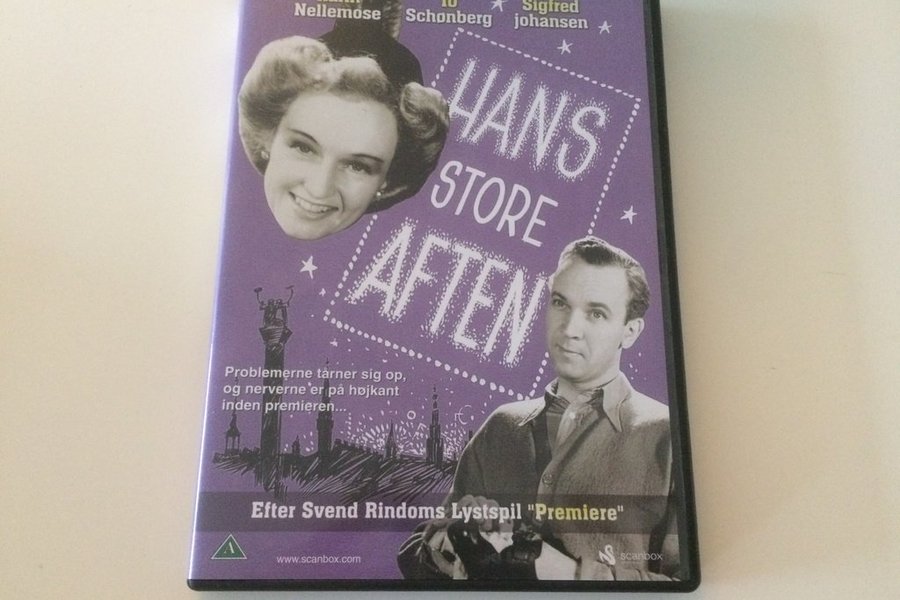 Nellemose
Ib
Schønberg
Sigfred
johansen
HANS
STORE
AFTEN
Problemerne tårner sig op,
og nerverne er på højkant
inden premieren...
Efter Svend Rindoms Lystspil "Premiere"
A
www.scanbox.com
scanbox